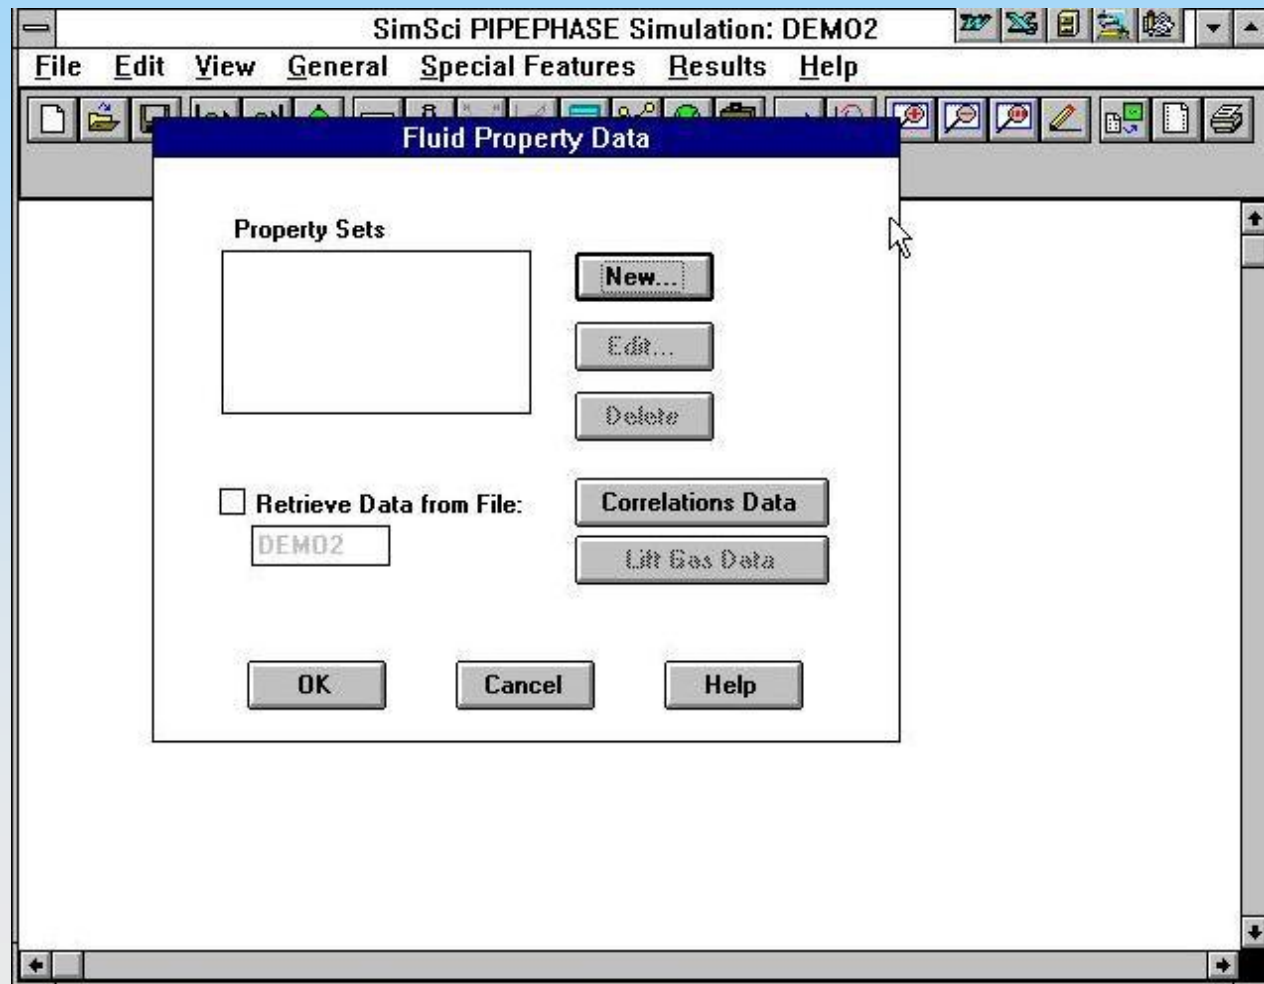 SimSci PIPEPHASE Simulation: DEMO2
File Edit View General Special Features Results Help
Fluid Property Data
Property Sets
New...
Edit...
Delete
Retrieve Data from File:
DEMO2
Correlations Data
Lift Gas Data
OK Cancel Help